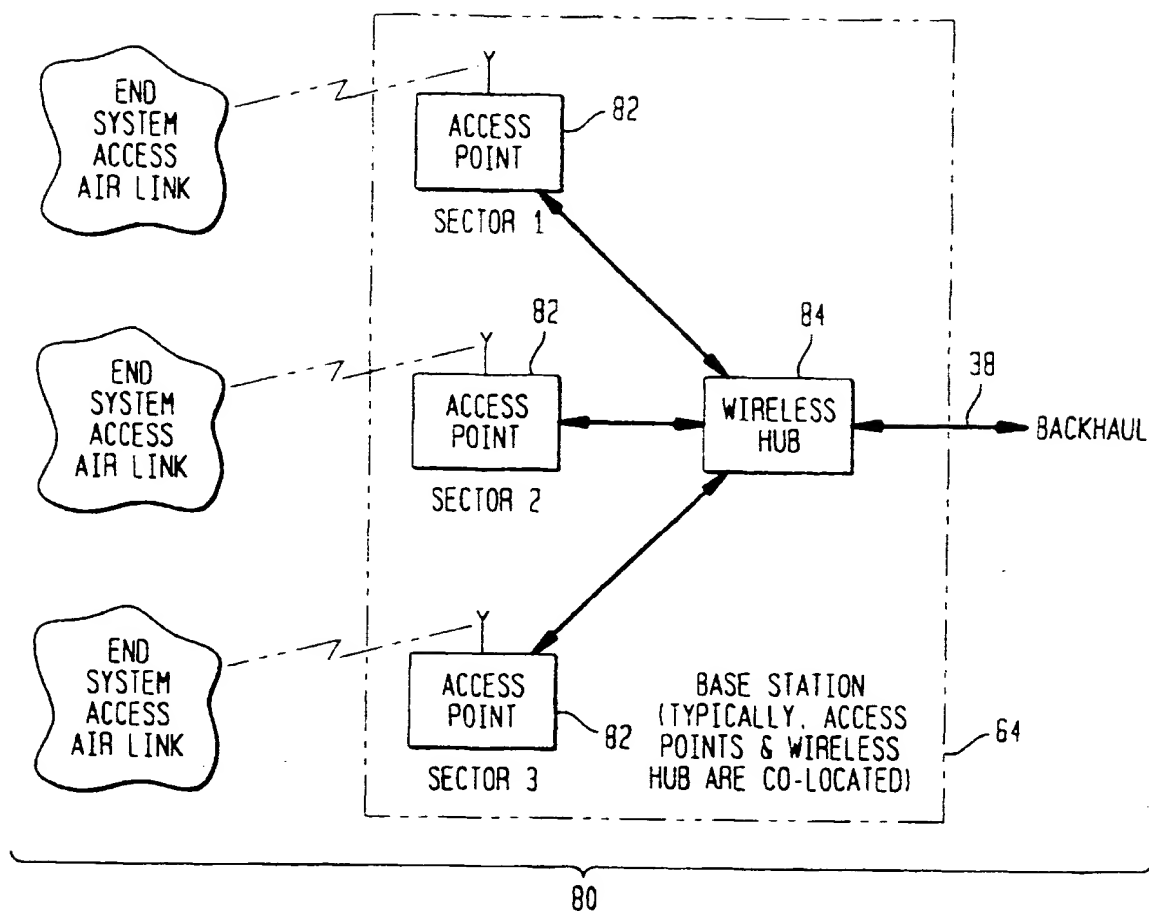 END
SYSTEM
ACCESS
AIR LINK
ACCESS
POINT
82
SECTOR 1
END
SYSTEM
ACCESS
AIR LINK
82
ACCESS
POINT
SECTOR 2
84
WIRELESS
HUB
38
BACKHAUL
END
SYSTEM
ACCESS
AIR LINK
ACCESS
POINT
82
SECTOR 3
BASE STATION
(TYPICALLY, ACCESS
POINTS & WIRELESS
HUB ARE CO-LOCATED)
64
80